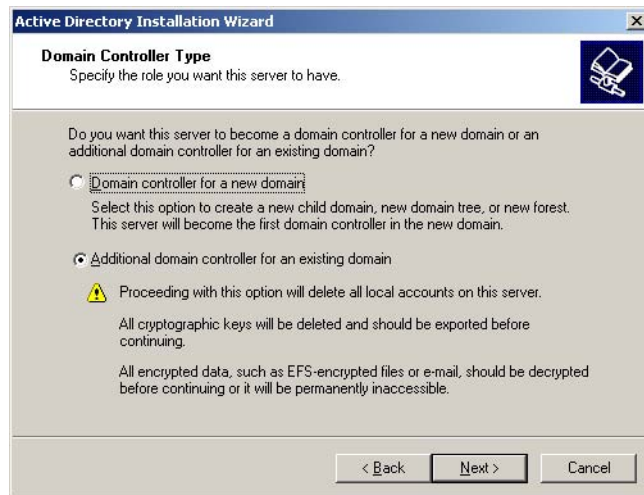 Active Directory Installation Wizard
Domain Controller Type
Specify the role you want this server to have.
Do you want this server to become a domain controller for a new domain or an
additional domain controller for an existing domain?
Domain controller for a new domain
Select this option to create a new child domain, new domain tree, or new forest.
This server will become the first domain controller in the new domain.
Additional domain controller for an existing domain
Proceeding with this option will delete all local accounts on this server.
All cryptographic keys will be deleted and should be exported before
continuing.
All encrypted data, such as EFS-encrypted files or e-mail, should be decrypted
before continuing or it will be permanently inaccessible.
< Back Next > Cancel